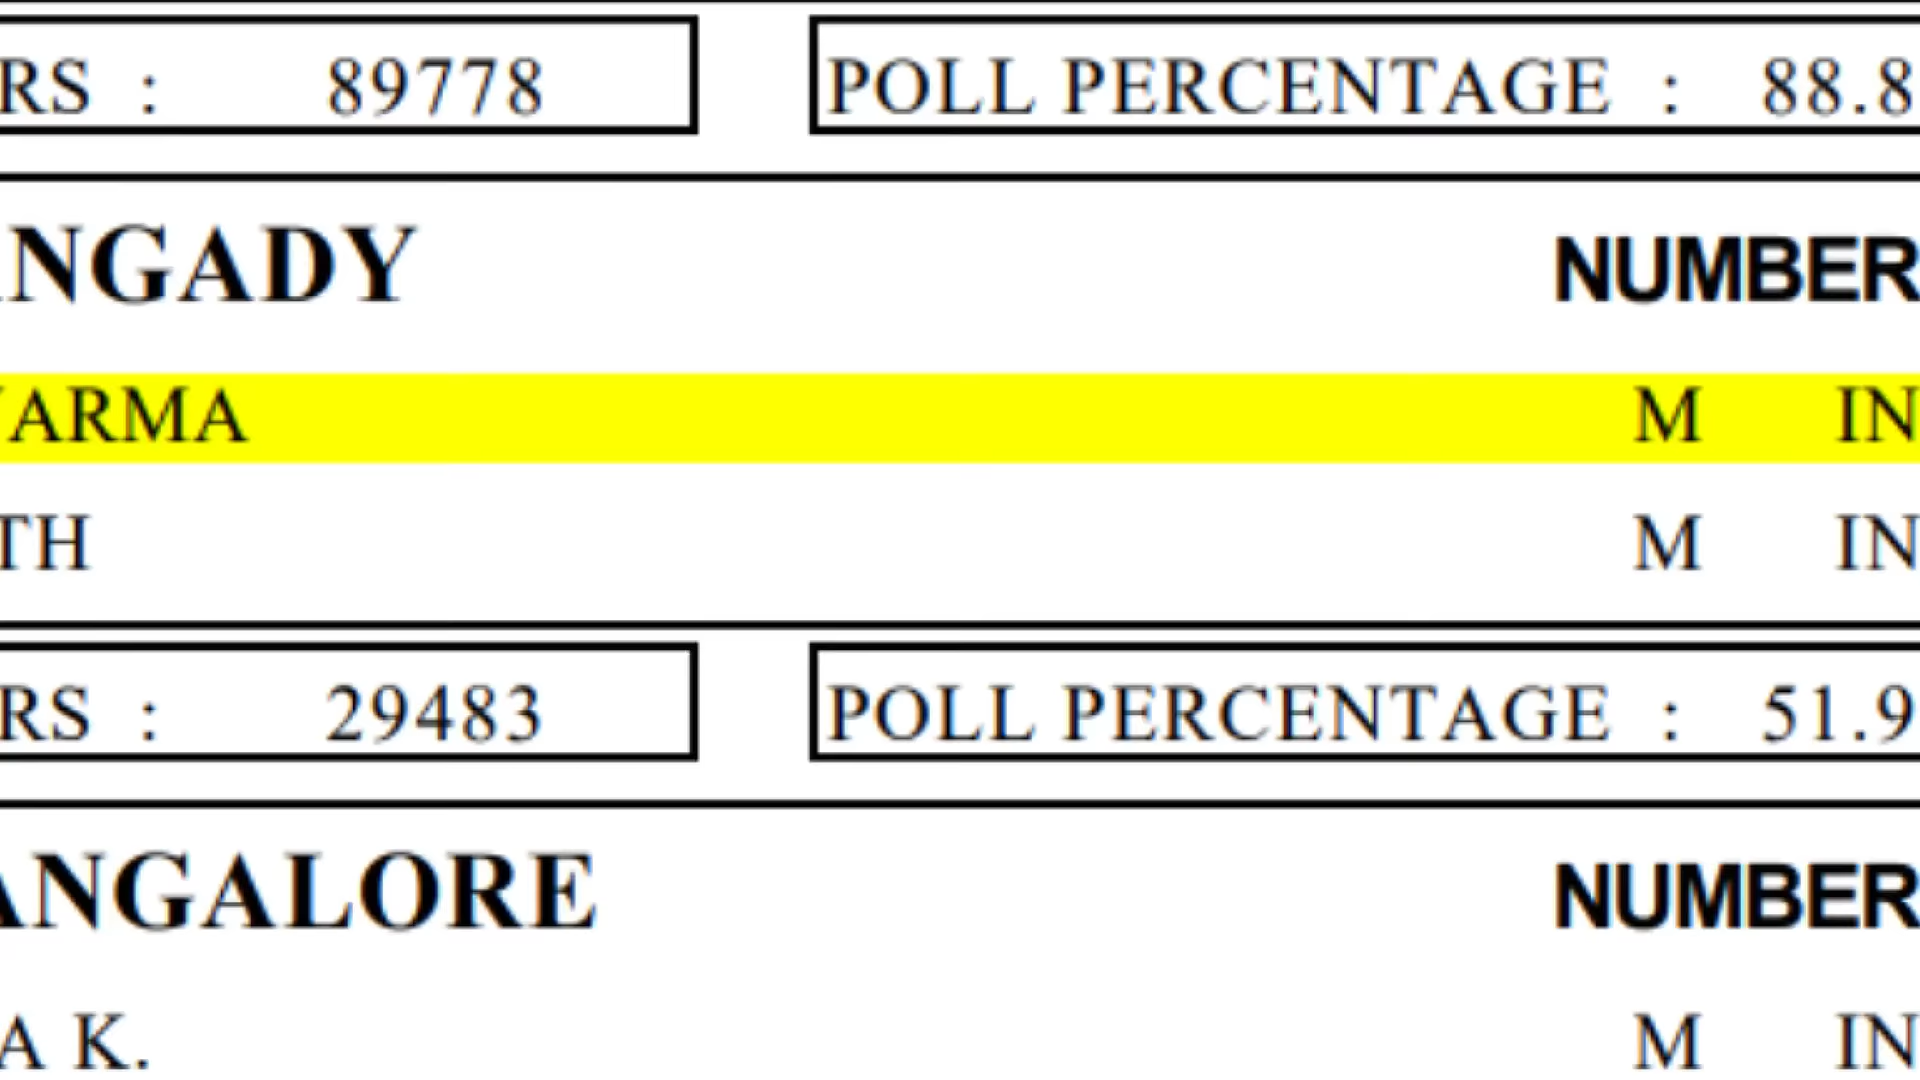 RS : 89778 POLL PERCENTAGE : 88.8
NGADY NUMBER
ARMA M IN
TH M IN
RS : 29483 POLL PERCENTAGE : 51.9
ANGALORE NUMBER
A K. M IN